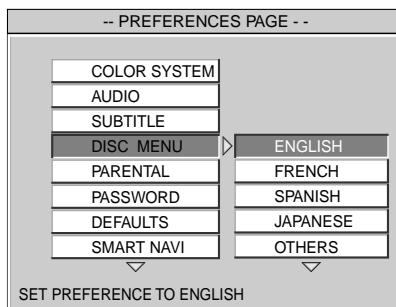 -- PREFERENCES PAGE - -
COLOR SYSTEM
AUDIO
SUBTITLE
DISC MENU ENGLISH
PARENTAL FRENCH
PASSWORD SPANISH
DEFAULTS JAPANESE
SMART NAVI OTHERS
SET PREFERENCE TO ENGLISH